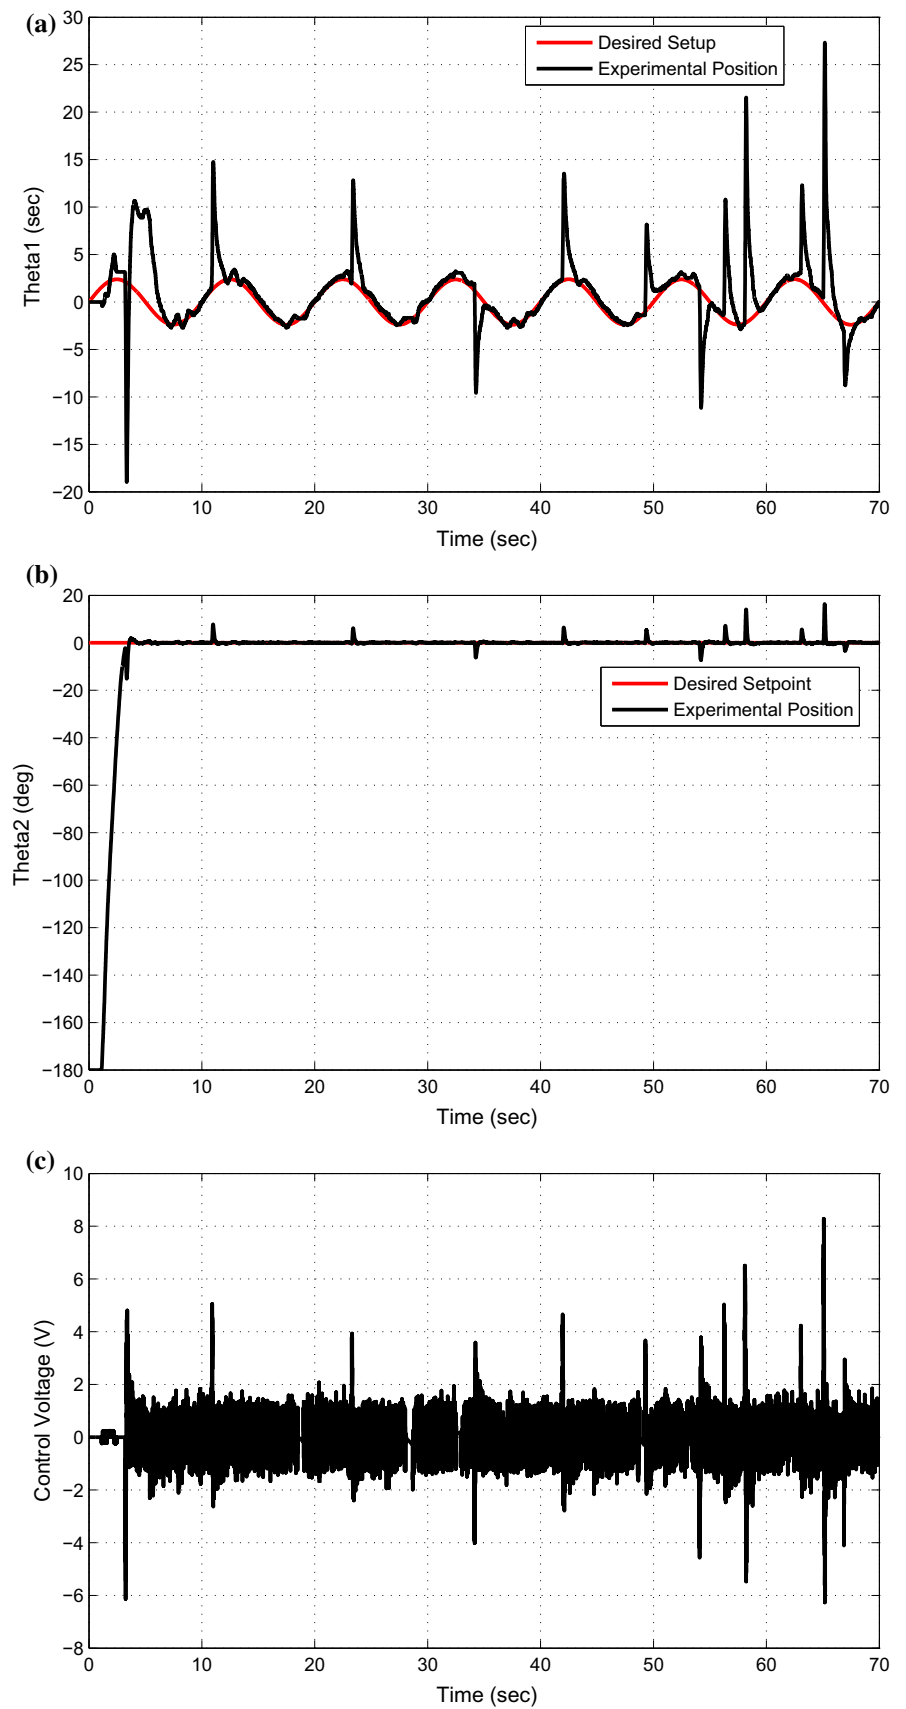 (a)
30
25
20
15
10
5
0
−5
−10
−15
−20
Theta1 (sec)
Desired Setup
Experimental Position
0 10 20 30 40 50 60 70
Time (sec)
(b)
20
0
−20
−40
−60
−80
−100
−120
−140
−160
−180
Theta2 (deg)
Desired Setpoint
Experimental Position
0 10 20 30 40 50 60 70
Time (sec)
(c)
10
8
6
4
2
0
−2
−4
−6
−8
Control Voltage (V)
0 10 20 30 40 50 60 70
Time (sec)